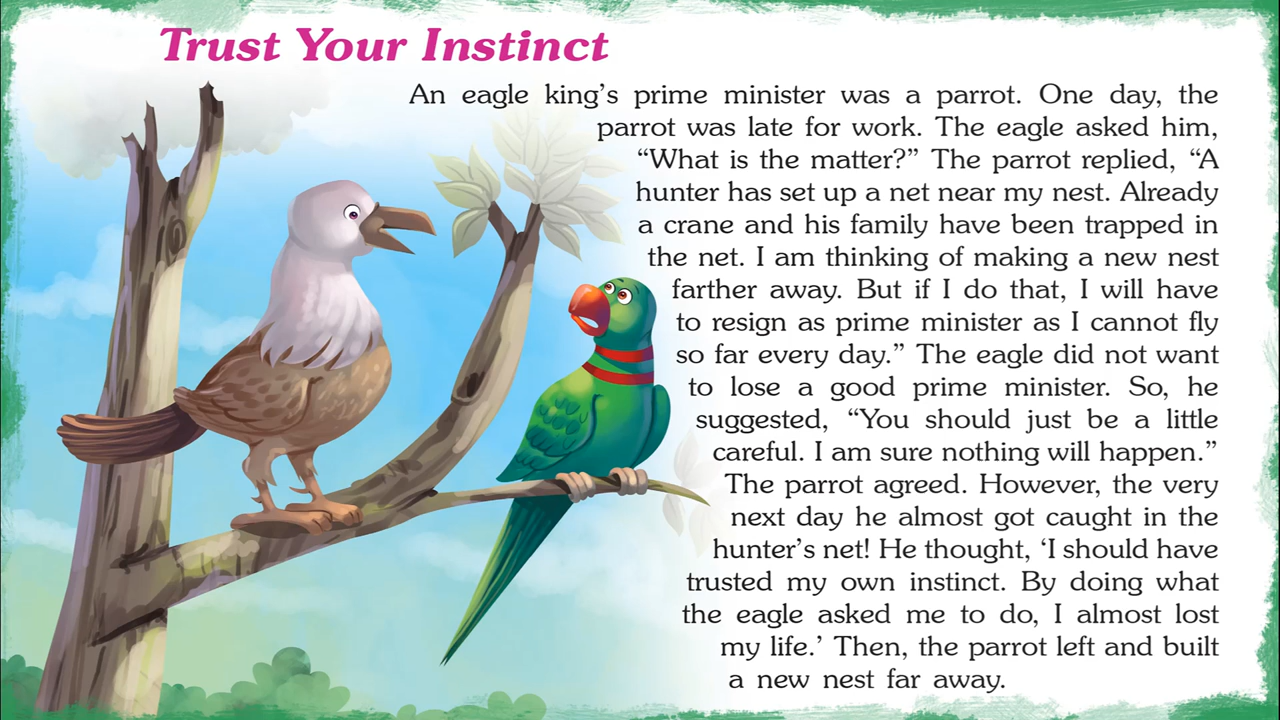 Trust Your Instinct
An eagle king’s prime minister was a parrot. One day, the
parrot was late for work. The eagle asked him,
“What is the matter?” The parrot replied, “A
hunter has set up a net near my nest. Already
a crane and his family have been trapped in
the net. I am thinking of making a new nest
farther away. But if I do that, I will have
to resign as prime minister as I cannot fly
so far every day.” The eagle did not want
to lose a good prime minister. So, he
suggested, “You should just be a little
careful. I am sure nothing will happen.”
The parrot agreed. However, the very
next day he almost got caught in the
hunter’s net! He thought, ‘I should have
trusted my own instinct. By doing what
the eagle asked me to do, I almost lost
my life.’ Then, the parrot left and built
a new nest far away.